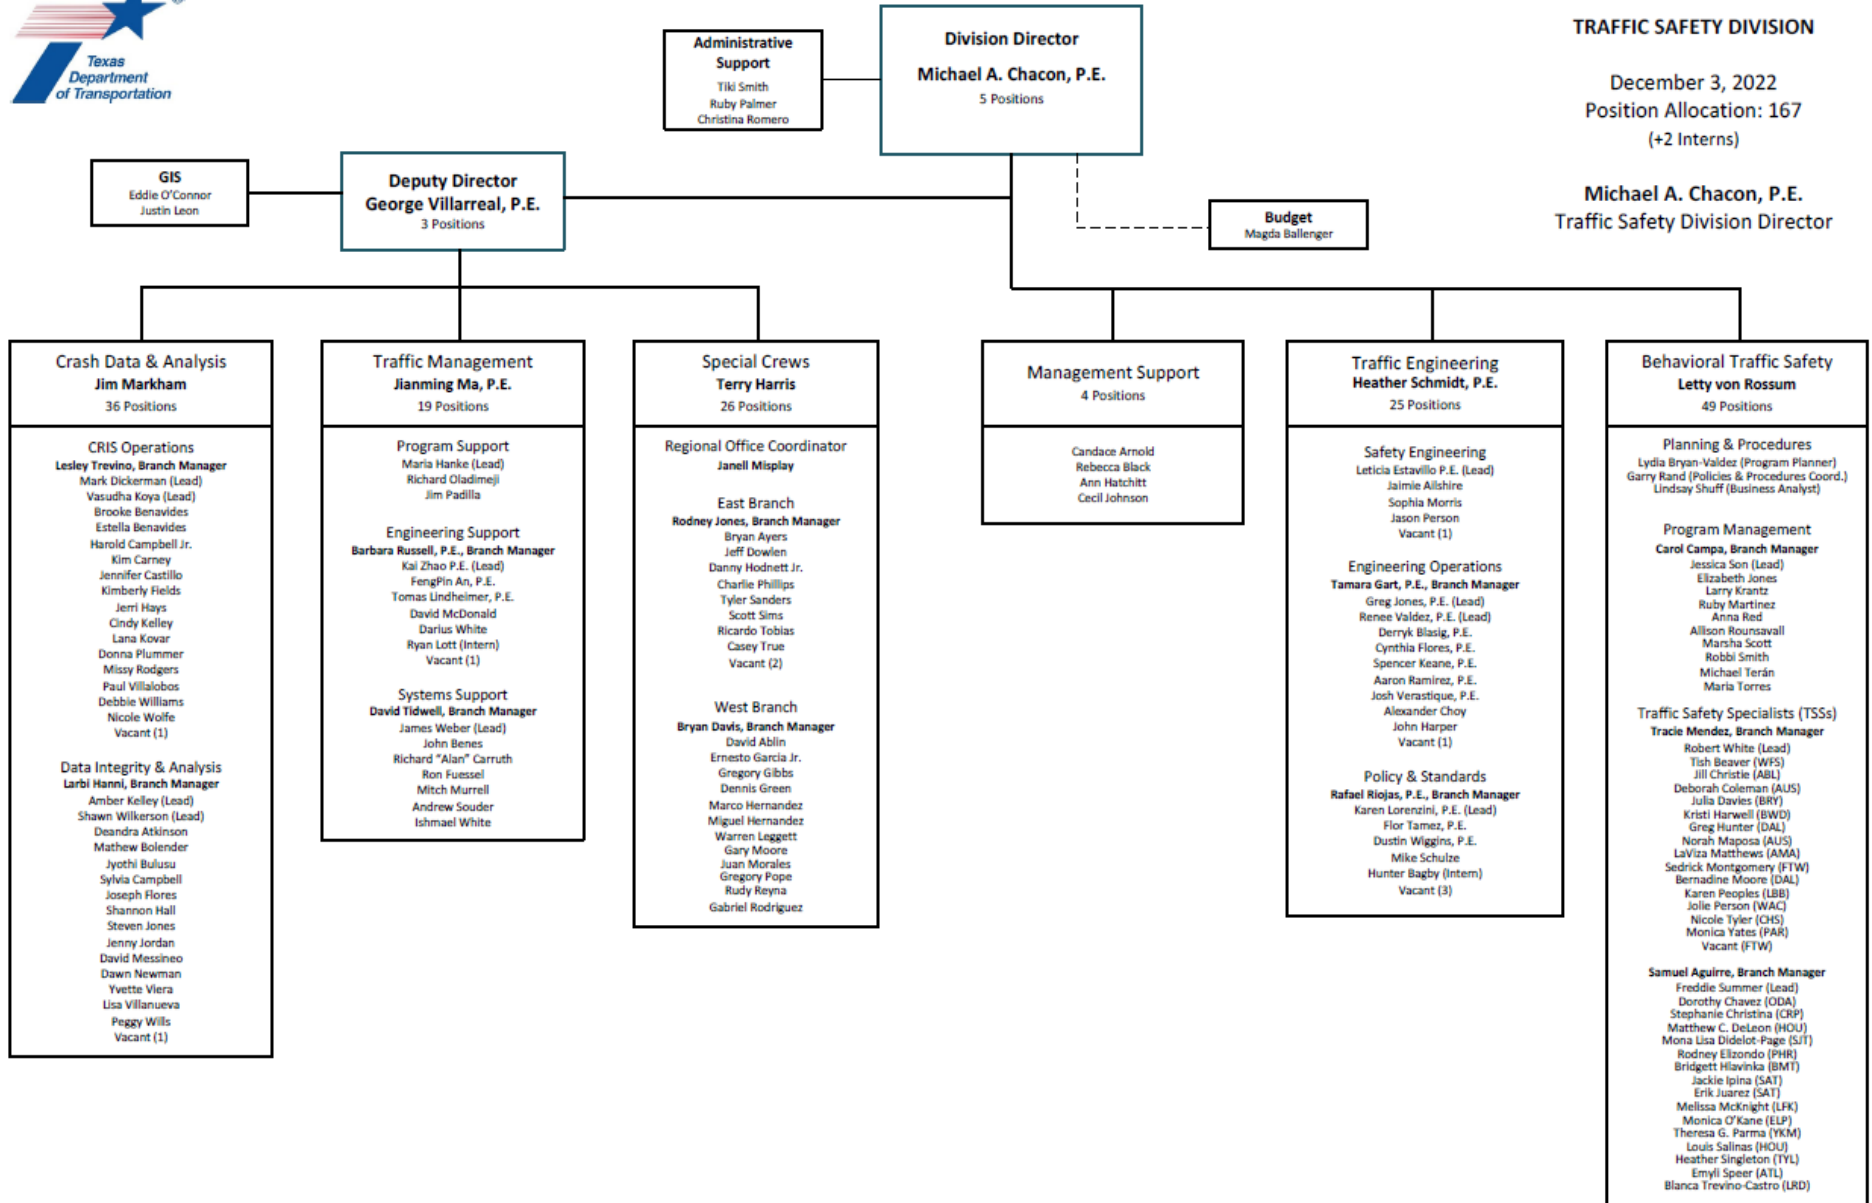 Texas
Department
of Transportation
Administrative
Support
Tiki Smith
Ruby Palmer
Christina Romero
Division Director
Michael A. Chacon, P.E.
5 Positions
TRAFFIC SAFETY DIVISION
December 3, 2022
Position Allocation: 167
(+2 Interns)
Michael A. Chacon, P.E.
Traffic Safety Division Director
GIS
Eddie O'Connor
Justin Leon
Deputy Director
George Villarreal, P.E.
3 Positions
Budget
Magda Ballenger
Crash Data & Analysis
Jim Markham
36 Positions
CRIS Operations
Lesley Trevino, Branch Manager
Mark Dickerman (Lead)
Vasudha Koya (Lead)
Brooke Benavides
Estella Benavides
Harold Campbell Jr.
Kim Carney
Jennifer Castillo
Kimberly Fields
Jerri Hays
Cindy Kelley
Lana Kovar
Donna Plummer
Missy Rodgers
Paul Villalobos
Debbie Williams
Nicole Wolfe
Vacant (1)
Data Integrity & Analysis
Larbi Hanni, Branch Manager
Amber Kelley (Lead)
Shawn Wilkerson (Lead)
Deandra Atkinson
Mathew Bolender
Jyothi Bulusu
Sylvia Campbell
Joseph Flores
Shannon Hall
Steven Jones
Jenny Jordan
David Messineo
Dawn Newman
Yvette Viera
Lisa Villanueva
Peggy Wills
Vacant (1)
Traffic Management
Jianming Ma, P.E.
19 Positions
Program Support
Maria Hanke (Lead)
Richard Oladimeji
Jim Padilla
Engineering Support
Barbara Russell, P.E., Branch Manager
Kai Zhao P.E. (Lead)
FengPin An, P.E.
Tomas Lindheimer, P.E.
David McDonald
Darius White
Ryan Lott (Intern)
Vacant (1)
Systems Support
David Tidwell, Branch Manager
James Weber (Lead)
John Benes
Richard "Alan" Carruth
Ron Fuessel
Mitch Murrell
Andrew Souder
Ishmael White
Special Crews
Terry Harris
26 Positions
Regional Office Coordinator
Janell Misplay
East Branch
Rodney Jones, Branch Manager
Bryan Ayers
Jeff Dowlen
Danny Hodnett Jr.
Charlie Phillips
Tyler Sanders
Scott Sims
Ricardo Tobias
Casey True
Vacant (2)
West Branch
Bryan Davis, Branch Manager
David Ablin
Ernesto Garcia Jr.
Gregory Gibbs
Dennis Green
Marco Hernandez
Miguel Hernandez
Warren Leggett
Gary Moore
Juan Morales
Gregory Pope
Rudy Reyna
Gabriel Rodriguez
Management Support
4 Positions
Candace Arnold
Rebecca Black
Ann Hatchitt
Cecil Johnson
Traffic Engineering
Heather Schmidt, P.E.
25 Positions
Safety Engineering
Leticia Estavillo P.E. (Lead)
Jaimie Ailshire
Sophia Morris
Jason Person
Vacant (1)
Engineering Operations
Tamara Gart, P.E., Branch Manager
Greg Jones, P.E. (Lead)
Renee Valdez, P.E. (Lead)
Derryk Blasig, P.E.
Cynthia Flores, P.E.
Spencer Keane, P.E.
Aaron Ramirez, P.E.
Josh Verastique, P.E.
Alexander Choy
John Harper
Vacant (1)
Policy & Standards
Rafael Riojas, P.E., Branch Manager
Karen Lorenzini, P.E. (Lead)
Flor Tamez, P.E.
Dustin Wiggins, P.E.
Mike Schulze
Hunter Bagby (Intern)
Vacant (3)
Behavioral Traffic Safety
Letty von Rossum
49 Positions
Planning & Procedures
Lydia Bryan-Valdez (Program Planner)
Garry Rand (Policies & Procedures Coord.)
Lindsay Shuff (Business Analyst)
Program Management
Carol Campa, Branch Manager
Jessica Son (Lead)
Elizabeth Jones
Larry Krantz
Ruby Martinez
Anna Red
Allison Rounsavall
Marsha Scott
Robbi Smith
Michael Terán
Maria Torres
Traffic Safety Specialists (TSSs)
Tracie Mendez, Branch Manager
Robert White (Lead)
Tish Beaver (WFS)
Jill Christie (ABL)
Deborah Coleman (AUS)
Julia Davies (BRY)
Kristi Harwell (BWD)
Greg Hunter (DAL)
Norah Maposa (AUS)
LaViza Matthews (AMA)
Sedrick Montgomery (FTW)
Bernadine Moore (DAL)
Karen Peoples (LBB)
Jolie Person (WAC)
Nicole Tyler (CHS)
Monica Yates (PAR)
Vacant (FTW)
Samuel Aguirre, Branch Manager
Freddie Summer (Lead)
Dorothy Chavez (ODA)
Stephanie Christina (CRP)
Matthew C. DeLeon (HOU)
Mona Lisa Didelot-Page (SJT)
Rodney Elizondo (PHR)
Bridgett Hlavinka (BMT)
Jackie Ipina (SAT)
Erik Juarez (SAT)
Melissa McKnight (LFK)
Monica O'Kane (ELP)
Theresa G. Parma (YKM)
Louis Salinas (HOU)
Heather Singleton (TYL)
Emyli Speer (ATL)
Blanca Trevino-Castro (LRD)